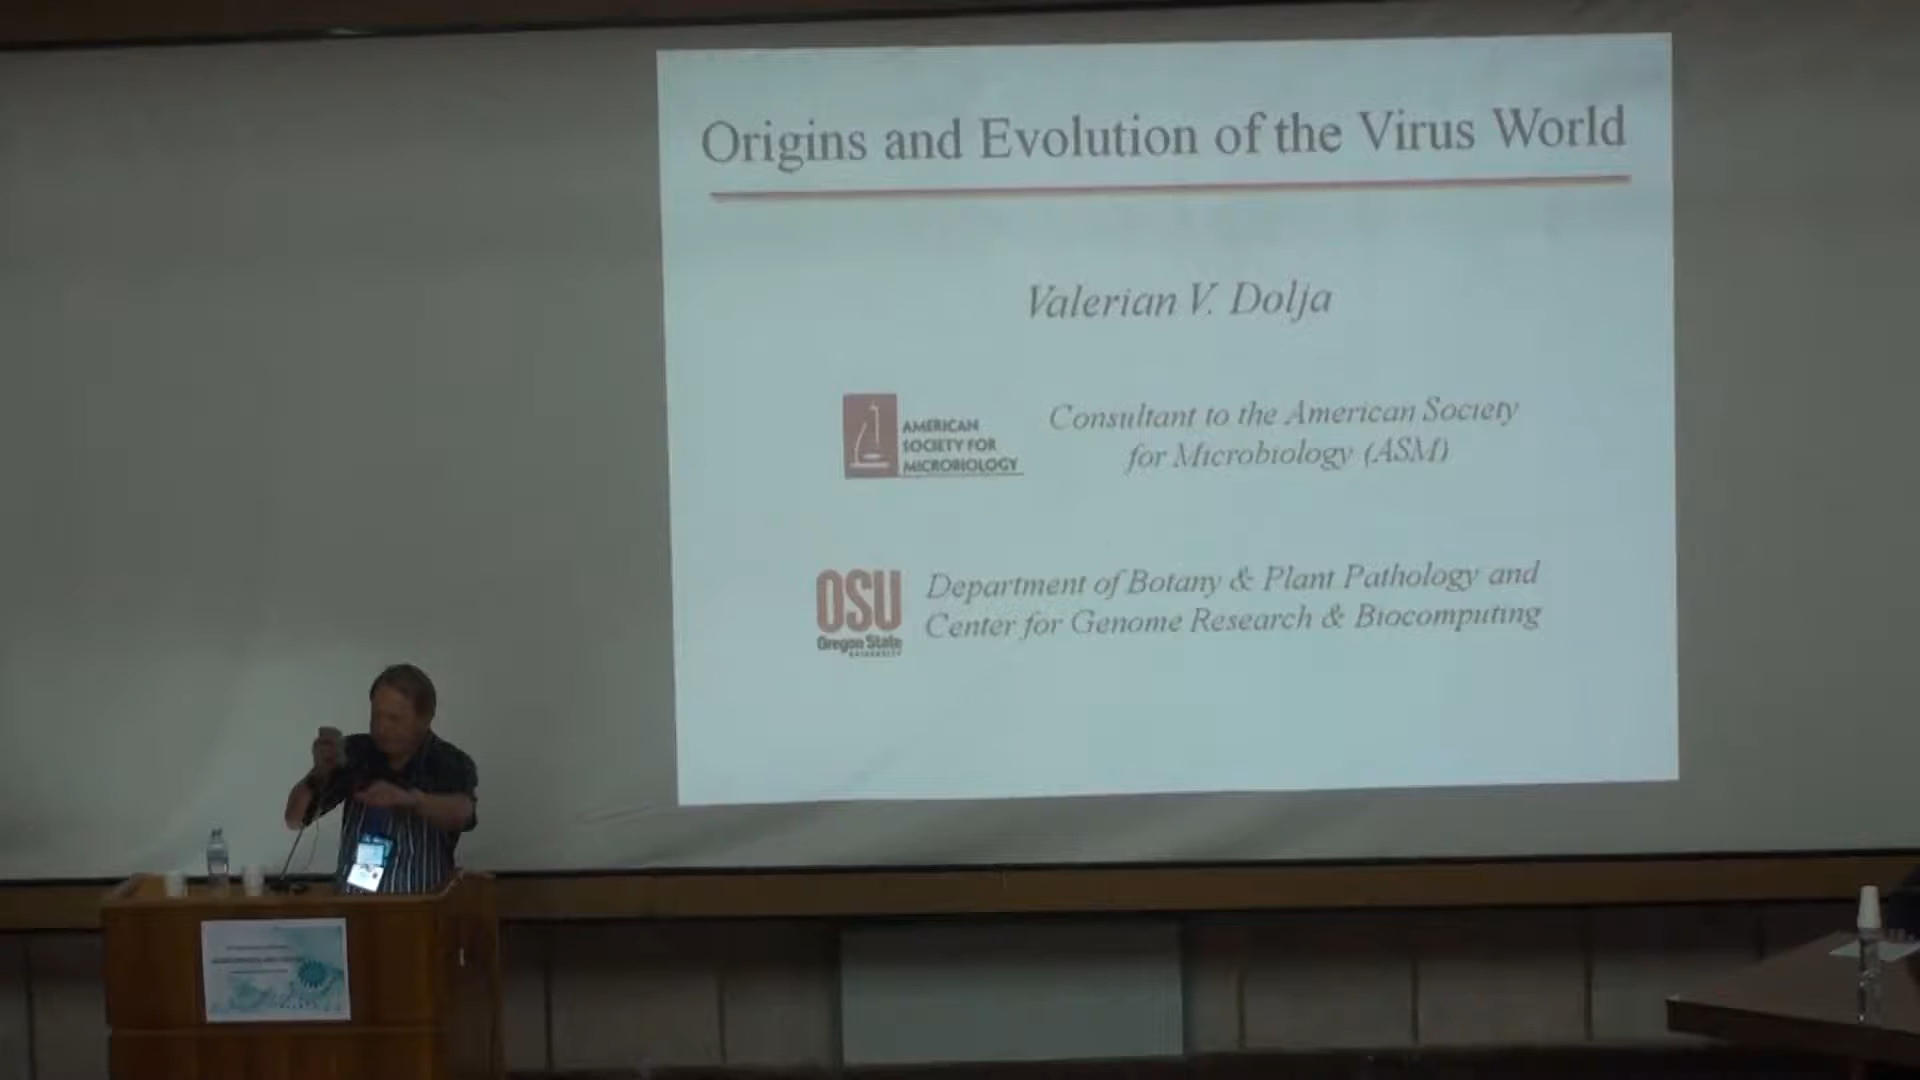 Origins and Evolution of the Virus World
Valerian V. Dolja
AMERICAN
SOCIETY FOR
MICROBIOLOGY
Consultant to the American Society
for Microbiology (ASM)
OSU
Oregon State
UNIVERSITY
Department of Botany & Plant Pathology and
Center for Genome Research & Biocomputing